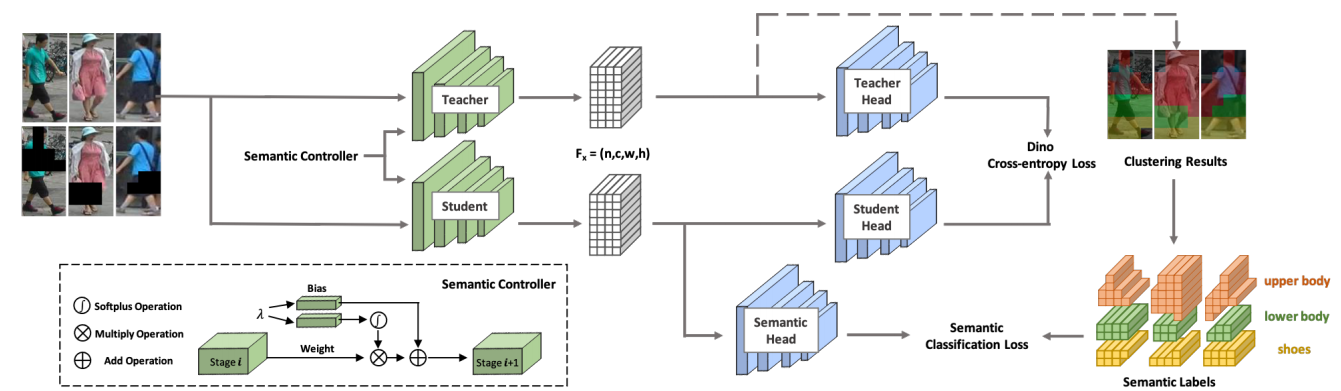 Teacher
Teacher
Head
Semantic Controller
Fₓ = (n,c,w,h)
Dino
Cross-entropy Loss
Clustering Results
Student
Student
Head
Semantic Controller
Softplus Operation
Multiply Operation
Add Operation
Bias
λ
∫
Weight
Stage i
Stage i+1
Semantic
Head
Semantic
Classification Loss
upper body
lower body
shoes
Semantic Labels